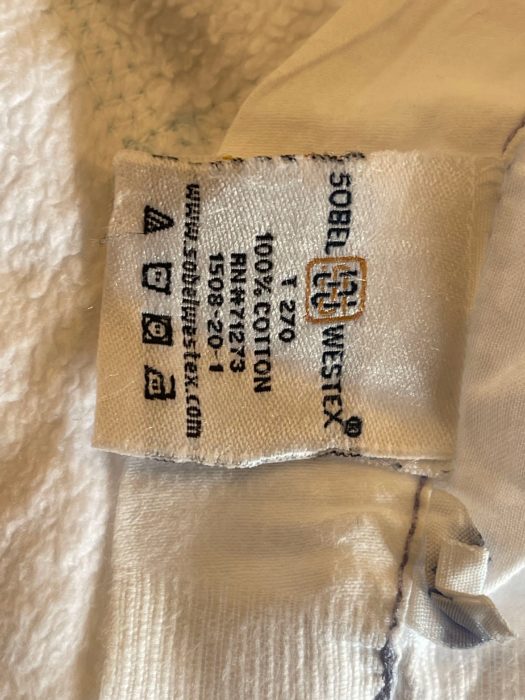 SOBEL WESTEX®
T 270
100% COTTON
RN#71273
1508-20-1
www.sobelwestex.com